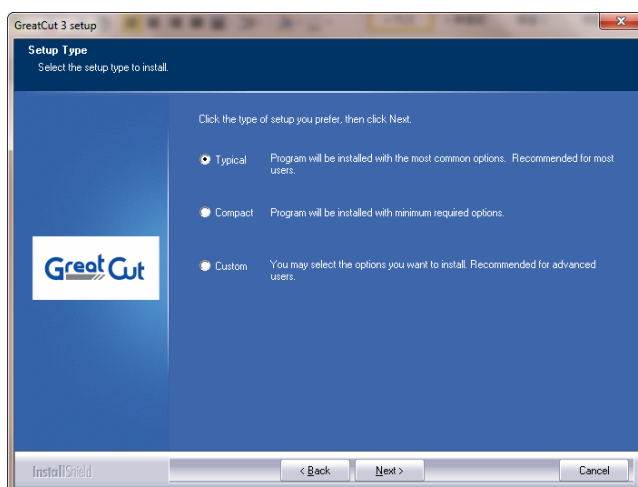 GreatCut 3 setup
Setup Type
Select the setup type to install.
Click the type of setup you prefer, then click Next.
Typical
Program will be installed with the most common options. Recommended for most
users.
Compact
Program will be installed with minimum required options.
Custom
You may select the options you want to install. Recommended for advanced
users.
Great Cut
InstallShield
< Back
Next >
Cancel